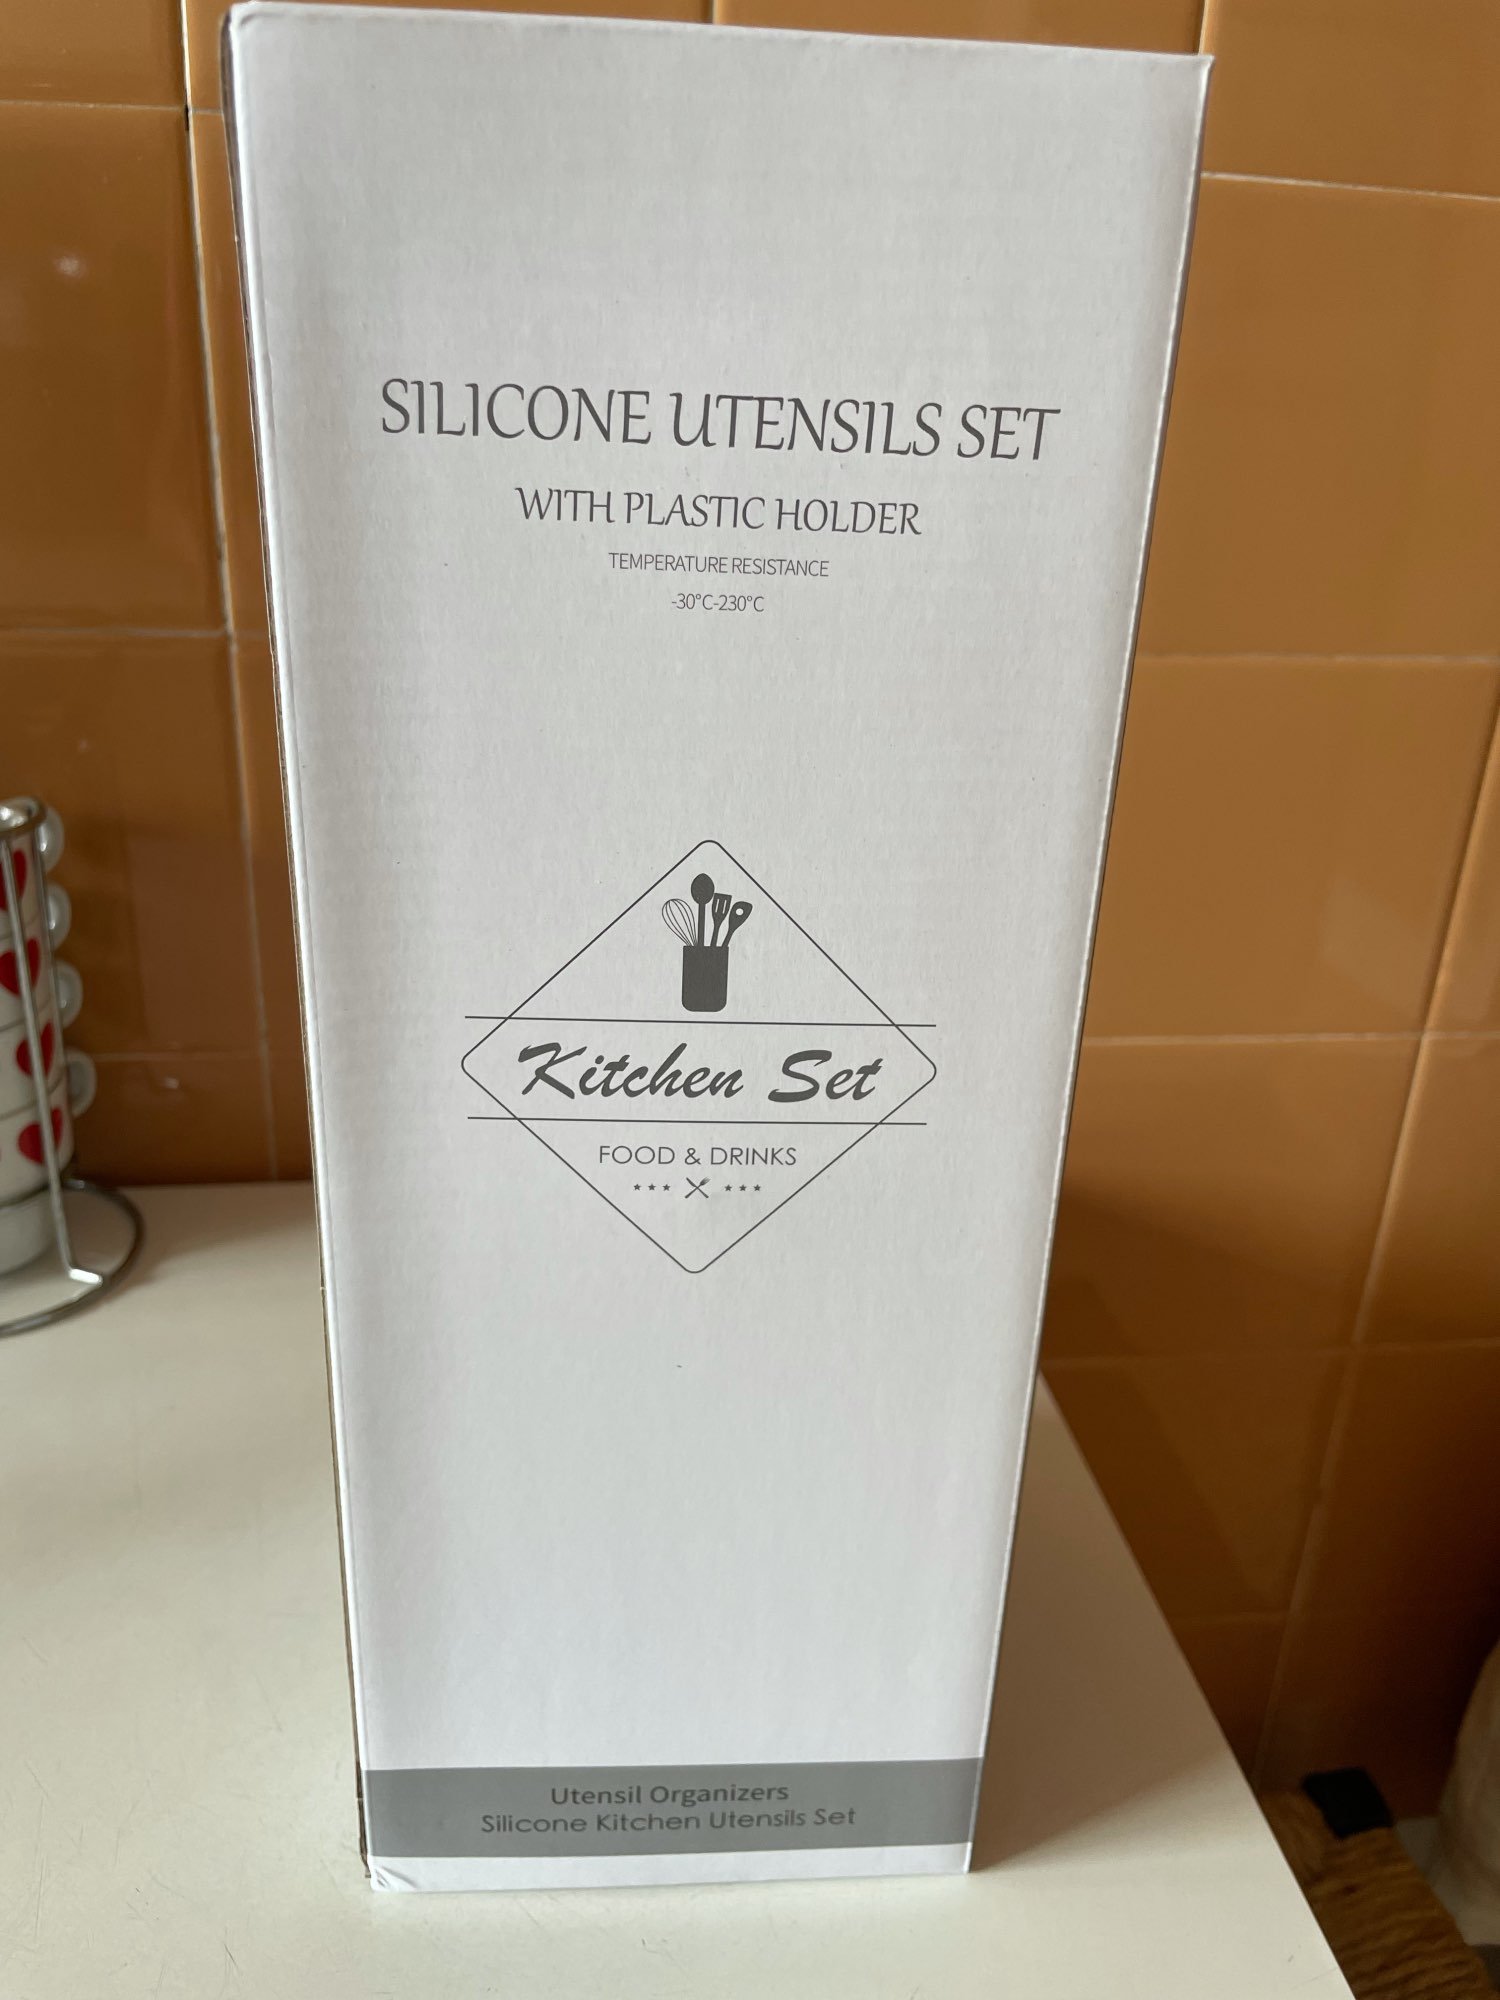 SILICONE UTENSILS SET
WITH PLASTIC HOLDER
TEMPERATURE RESISTANCE
-30°C-230°C
Kitchen Set
FOOD & DRINKS
Utensil Organizers
Silicone Kitchen Utensils Set